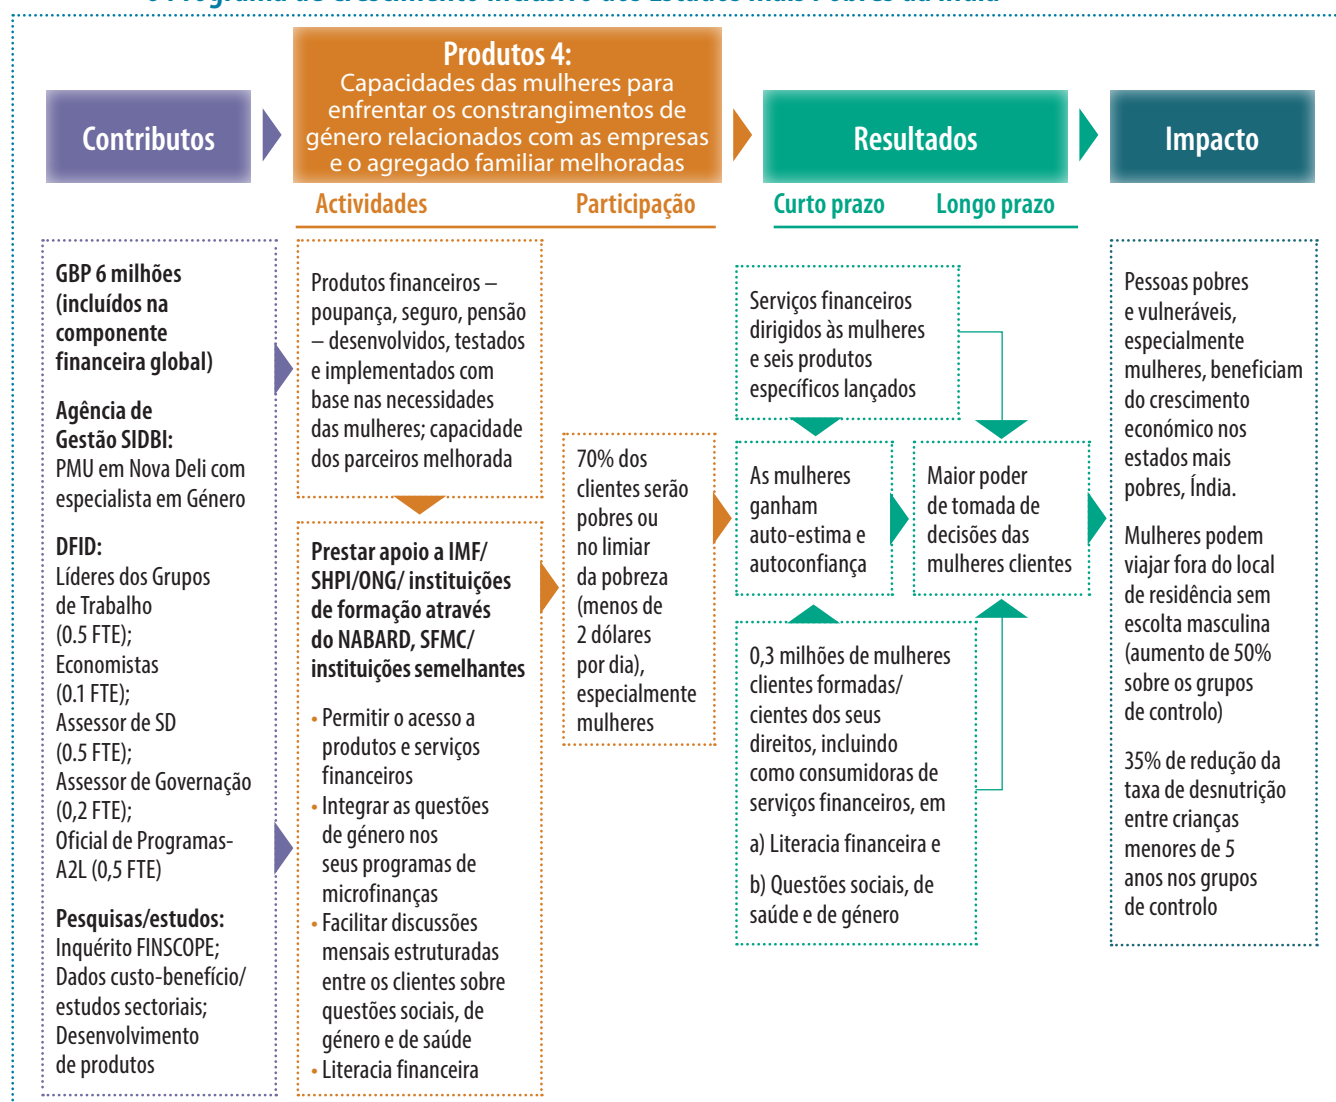 o Programa de Crescimento Inclusivo dos Estados mais Pobres da Índia
Contributos
Produtos 4:
Capacidades das mulheres para
enfrentar os constrangimentos de
género relacionados com as empresas
e o agregado familiar melhoradas
Resultados
Impacto
Actividades
Participação
Curto prazo
Longo prazo
GBP 6 milhões
(incluídos na
componente
financeira global)
Agência de
Gestão SIDBI:
PMU em Nova Deli com
especialista em Género
DFID:
Líderes dos Grupos
de Trabalho
(0.5 FTE);
Economistas
(0.1 FTE);
Assessor de SD
(0.5 FTE);
Assessor de Governação
(0,2 FTE);
Oficial de Programas-
A2L (0,5 FTE)
Pesquisas/estudos:
Inquérito FINSCOPE;
Dados custo-benefício/
estudos sectoriais;
Desenvolvimento
de produtos
Produtos financeiros –
poupança, seguro, pensão
– desenvolvidos, testados
e implementados com
base nas necessidades
das mulheres; capacidade
dos parceiros melhorada
Prestar apoio a IMF/
SHPI/ONG/ instituições
de formação através
do NABARD, SFMC/
instituições semelhantes
• Permitir o acesso a
produtos e serviços
financeiros
• Integrar as questões
de género nos
seus programas de
microfinanças
• Facilitar discussões
mensais estruturadas
entre os clientes sobre
questões sociais, de
género e de saúde
• Literacia financeira
70% dos
clientes serão
pobres ou
no limiar
da pobreza
(menos de
2 dólares
por dia),
especialmente
mulheres
Serviços financeiros
dirigidos às mulheres
e seis produtos
específicos lançados
As mulheres
ganham
auto-estima e
autoconfiança
0,3 milhões de mulheres
clientes formadas/
cientes dos seus
direitos, incluindo
como consumidoras de
serviços financeiros, em
a) Literacia financeira e
b) Questões sociais, de
saúde e de género
Maior poder
de tomada de
decisões das
mulheres clientes
Pessoas pobres
e vulneráveis,
especialmente
mulheres, beneficiam
do crescimento
económico nos
estados mais
pobres, Índia.
Mulheres podem
viajar fora do local
de residência sem
escolta masculina
(aumento de 50%
sobre os grupos
de controlo)
35% de redução da
taxa de desnutrição
entre crianças
menores de 5
anos nos grupos
de controlo